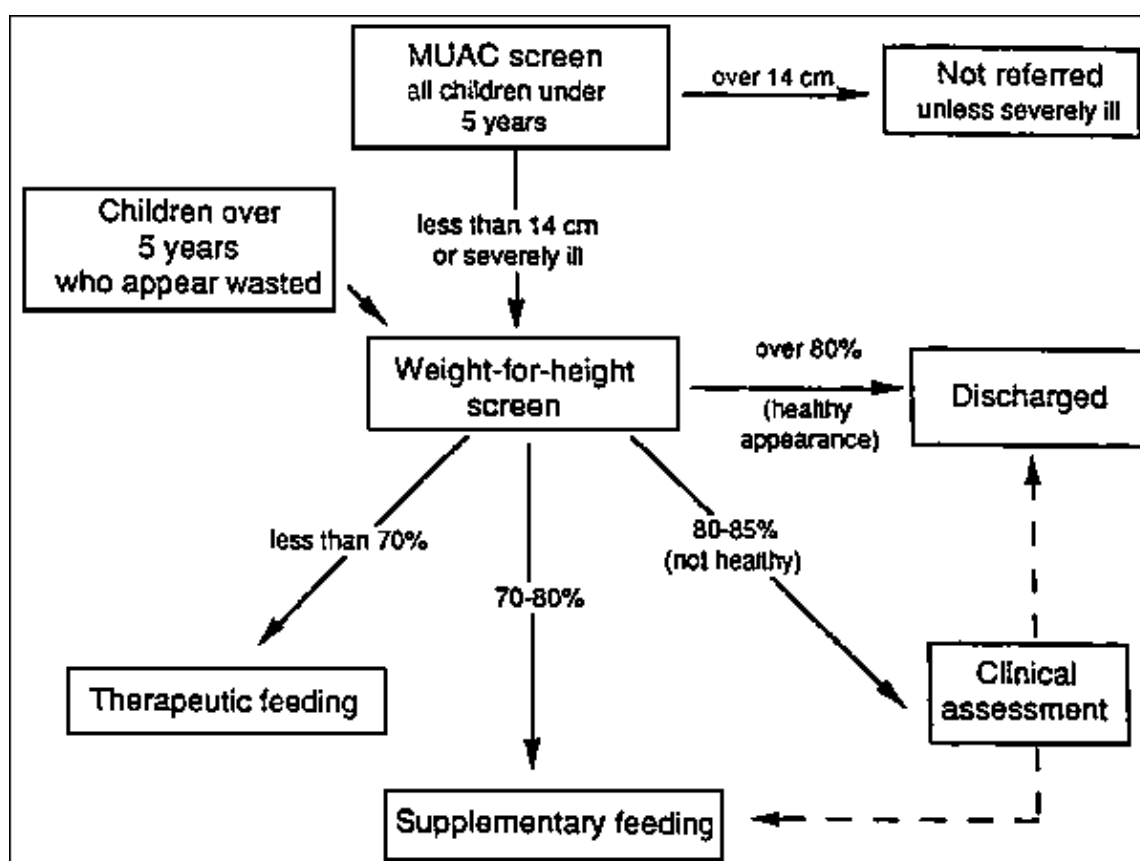 MUAC screen
all children under
5 years
over 14 cm
Not referred
unless severely ill
Children over
5 years
who appear wasted
less than 14 cm
or severely ill
Weight-for-height
screen
over 80%
(healthy
appearance)
Discharged
less than 70%
70-80%
80-85%
(not healthy)
Therapeutic feeding
Clinical
assessment
Supplementary feeding